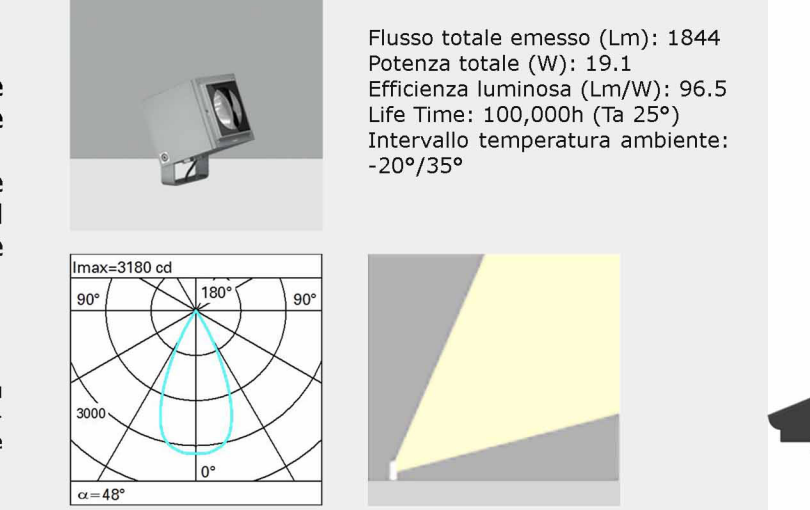 Flusso totale emesso (Lm): 1844
Potenza totale (W): 19.1
Efficienza luminosa (Lm/W): 96.5
Life Time: 100,000h (Ta 25°)
Intervallo temperatura ambiente:
-20°/35°
Imax=3180 cd
90° 180° 90°
3000
0°
α=48°